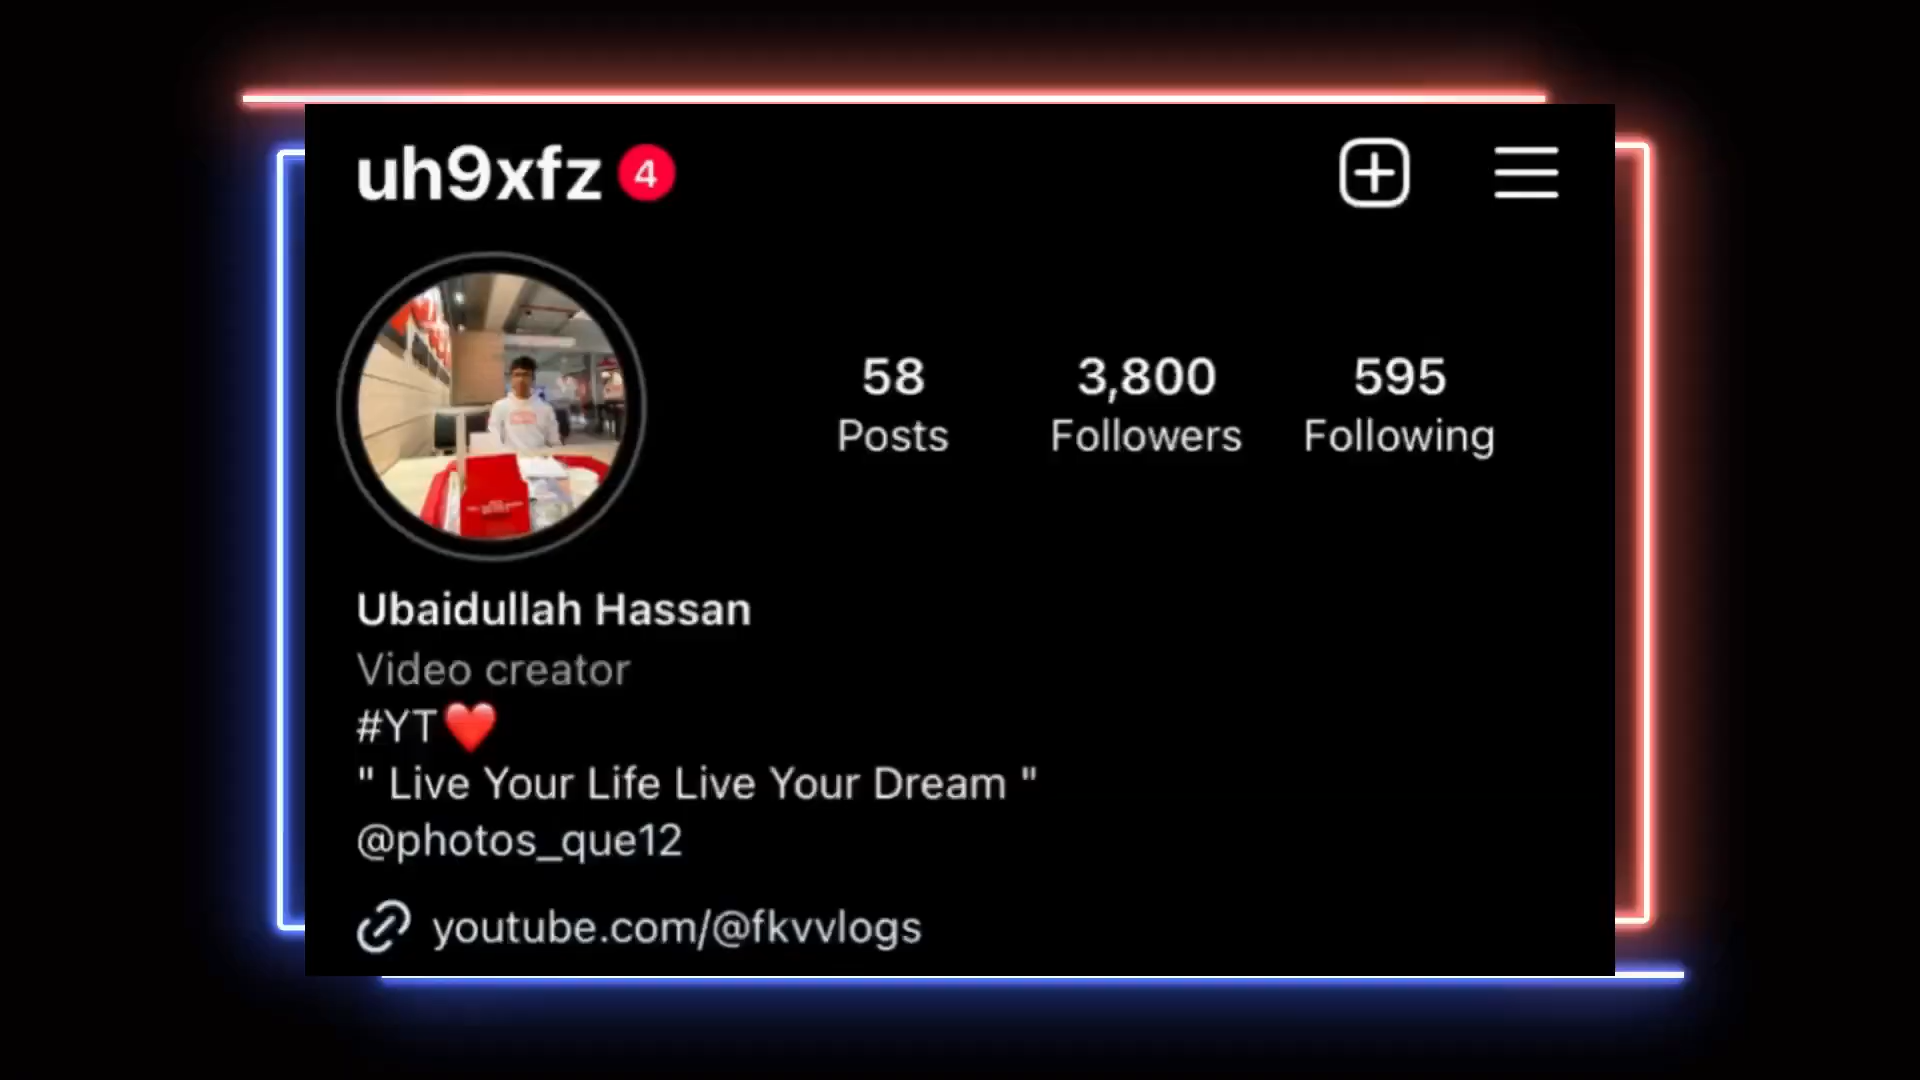 uh9xfz 4
58 3,800 595
Posts Followers Following
Ubaidullah Hassan
Video creator
#YT❤️
" Live Your Life Live Your Dream "
@photos_que12
youtube.com/@fkvvlogs